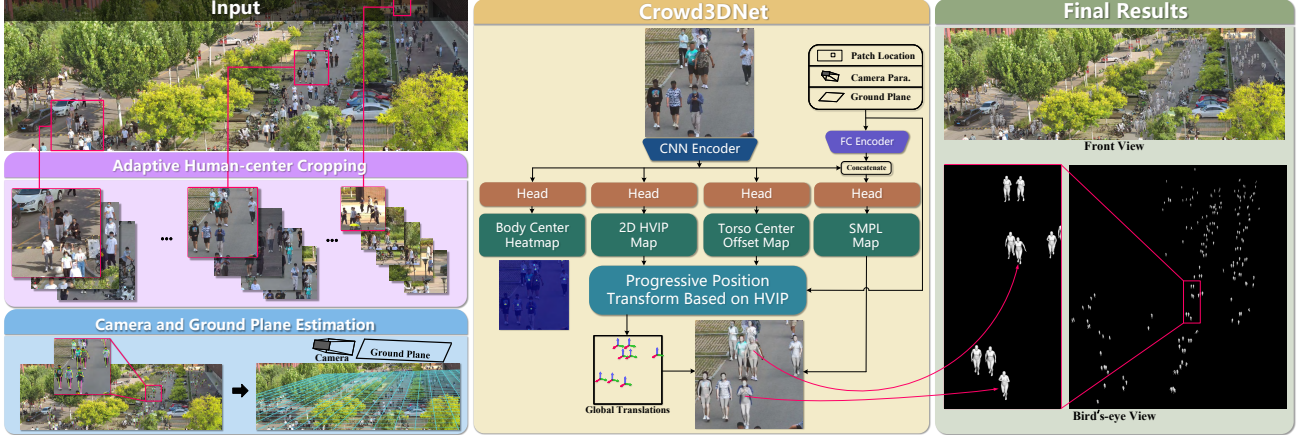 Input
Adaptive Human-center Cropping
...
...
Camera and Ground Plane Estimation
Camera
Ground Plane
Crowd3DNet
Patch Location
Camera Para.
Ground Plane
CNN Encoder
FC Encoder
Concatenate
Head
Head
Head
Head
Body Center
Heatmap
2D HVIP
Map
Torso Center
Offset Map
SMPL
Map
Progressive Position
Transform Based on HVIP
Global Translations
Final Results
Front View
Bird's-eye View